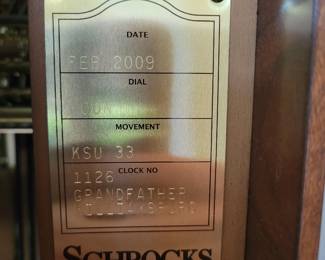 DATE
FEB 2009
DIAL
MOVEMENT
KSU 33
CLOCK NO
1126
GRANDFATHER
SCHROCKS